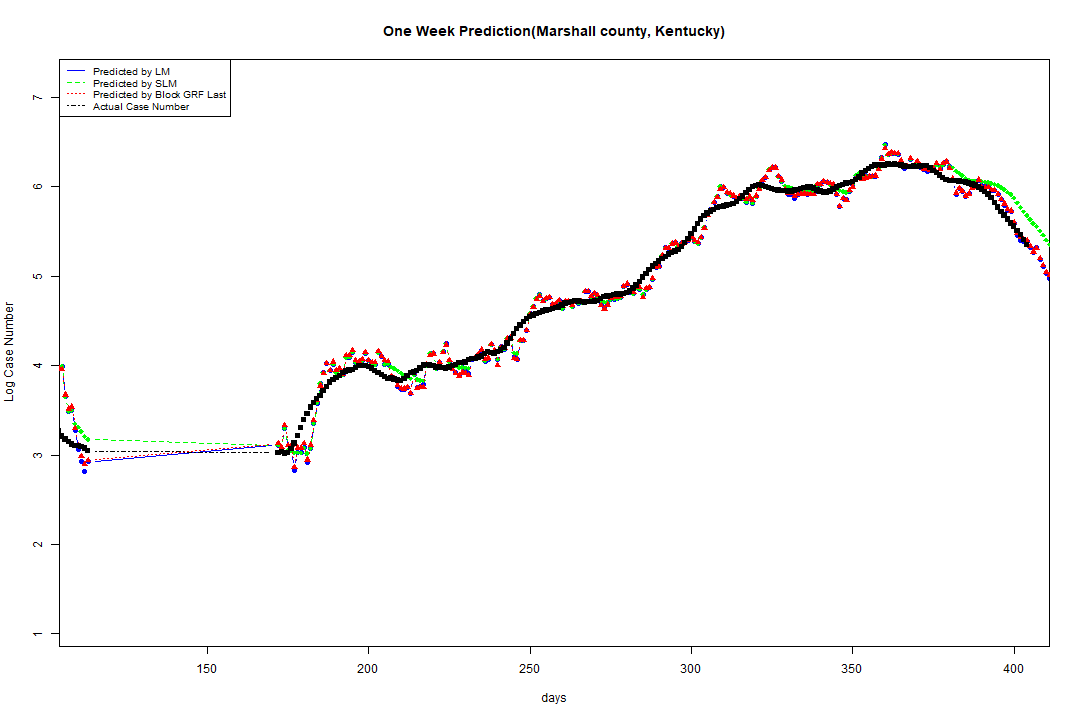 One Week Prediction(Marshall county, Kentucky)
Predicted by LM
Predicted by SLM
Predicted by Block GRF Last
Actual Case Number
7
6
5
4
3
2
1
Log Case Number
150 200 250 300 350 400
days